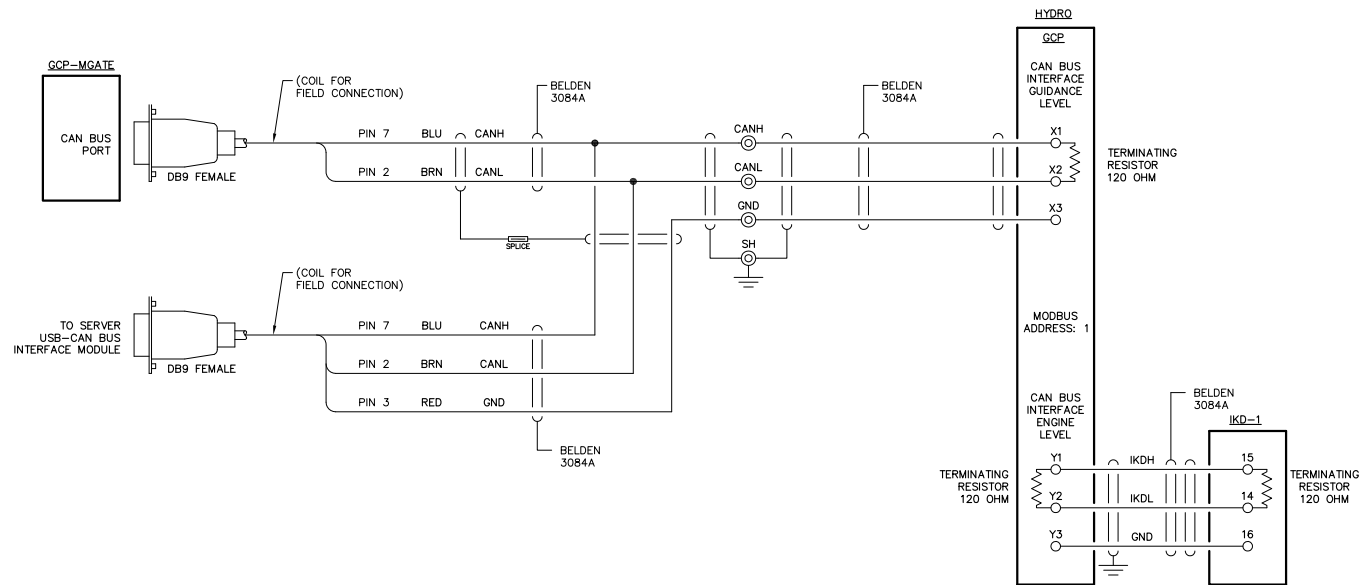 HYDRO
GCP
CAN BUS
INTERFACE
GUIDANCE
LEVEL
GCP-MGATE
CAN BUS
PORT
DB9 FEMALE
(COIL FOR
FIELD CONNECTION)
PIN 7 BLU CANH
PIN 2 BRN CANL
BELDEN
3084A
SPLICE
CANH
CANL
GND
SH
BELDEN
3084A
X1
X2
X3
TERMINATING
RESISTOR
120 OHM
TO SERVER
USB-CAN BUS
INTERFACE MODULE
DB9 FEMALE
(COIL FOR
FIELD CONNECTION)
PIN 7 BLU CANH
PIN 2 BRN CANL
PIN 3 RED GND
BELDEN
3084A
MODBUS
ADDRESS: 1
CAN BUS
INTERFACE
ENGINE
LEVEL
TERMINATING
RESISTOR
120 OHM
Y1
Y2
Y3
IKDH
IKDL
GND
BELDEN
3084A
IKD-1
15
14
16
TERMINATING
RESISTOR
120 OHM